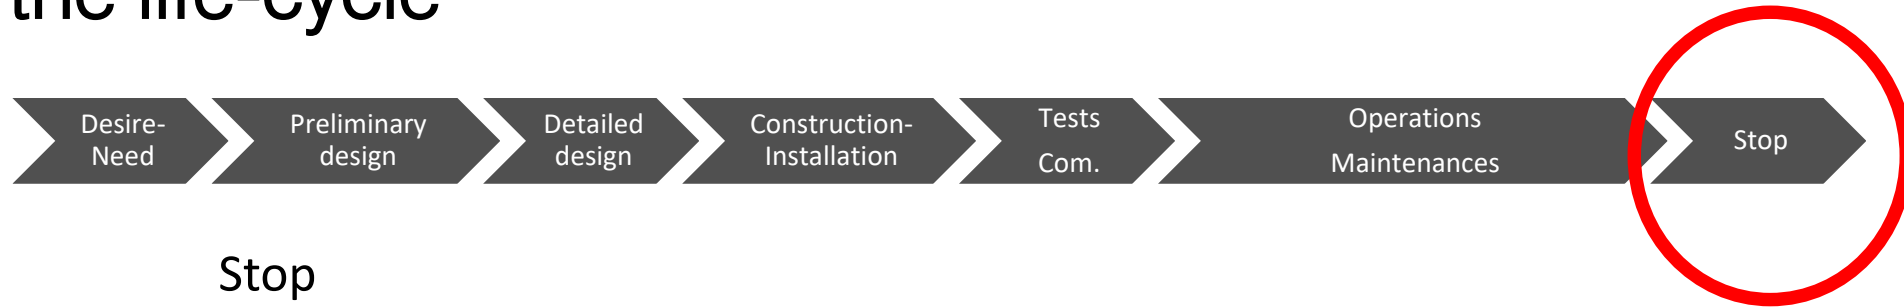 the life-cycle
Desire-
Need
Preliminary
design
Detailed
design
Construction-
Installation
Tests
Com.
Operations
Maintenances
Stop
Stop